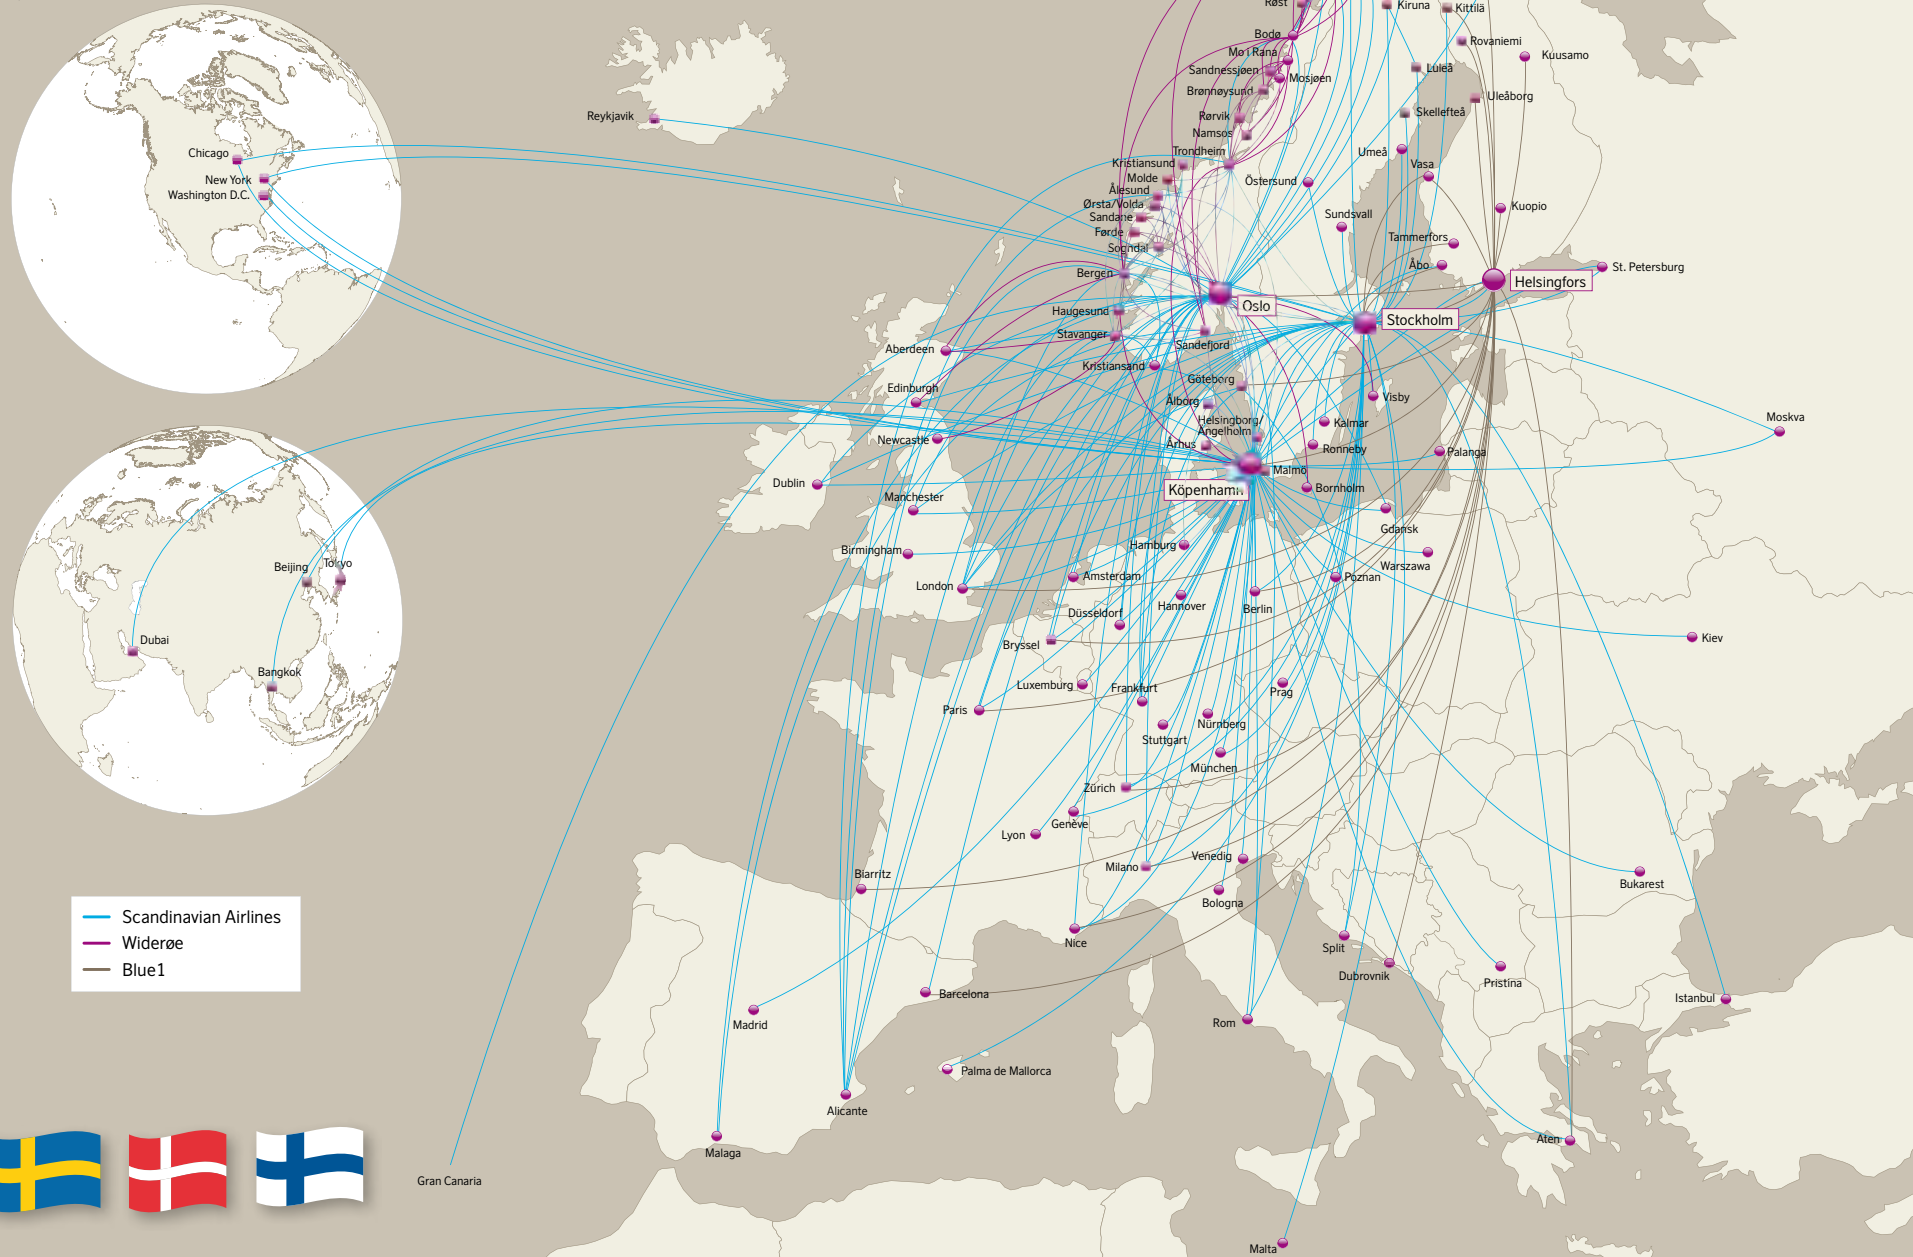 Røst
Kiruna
Kittilä
Bodø
Rovaniemi
Mo i Rana
Kuusamo
Sandnessjøen
Luleå
Mosjøen
Brønnøysund
Uleåborg
Reykjavik
Rørvik
Skellefteå
Namsos
Trondheim
Umeå
Chicago
Kristiansund
Vasa
New York
Molde
Östersund
Washington D.C.
Ålesund
Ørsta/Volda
Kuopio
Sandane
Sundsvall
Førde
Tammerfors
Sogndal
Åbo
St. Petersburg
Bergen
Helsingfors
Oslo
Haugesund
Stockholm
Stavanger
Sandefjord
Aberdeen
Kristiansand
Göteborg
Edinburgh
Visby
Ålborg
Moskva
Helsingborg/
Ängelholm
Kalmar
Newcastle
Århus
Ronneby
Palanga
Malmö
Dublin
Köpenhamn
Bornholm
Manchester
Gdansk
Hamburg
Birmingham
Warszawa
Beijing
Tokyo
Amsterdam
Poznan
London
Hannover
Berlin
Düsseldorf
Dubai
Bryssel
Kiev
Bangkok
Luxemburg
Frankfurt
Prag
Paris
Nürnberg
Stuttgart
München
Zürich
Genève
Lyon
Venedig
Milano
Biarritz
Bukarest
Bologna
Scandinavian Airlines
Widerøe
Blue1
Nice
Split
Dubrovnik
Pristina
Barcelona
Istanbul
Madrid
Rom
Palma de Mallorca
Alicante
Aten
Malaga
Gran Canaria
Malta